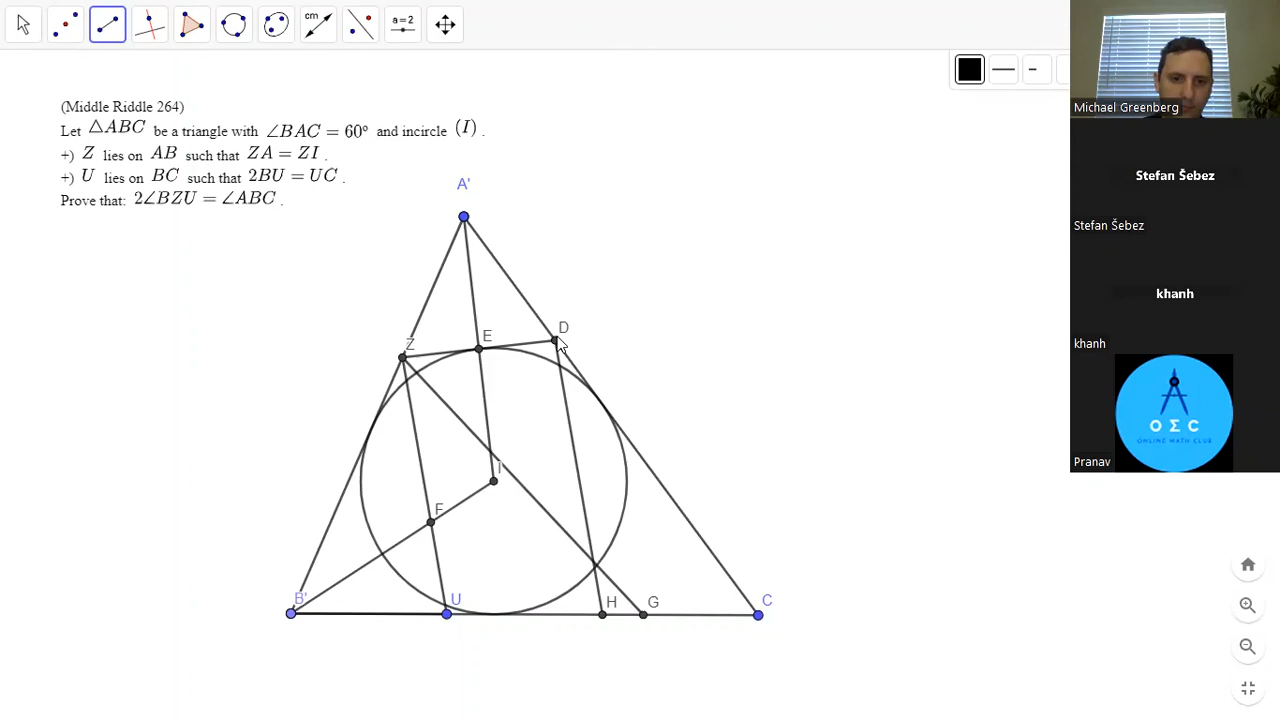 cm
a = 2
(Middle Riddle 264)
Let △ABC be a triangle with ∠BAC = 60° and incircle (I) .
+) Z lies on AB such that ZA = ZI .
+) U lies on BC such that 2BU = UC .
Prove that: 2∠BZU = ∠ABC .
A'
D
E
Z
I
F
B'
U
H
G
C
Michael Greenberg
Stefan Šebez
Stefan Šebez
khanh
khanh
O Σ C
ONLINE MATH CLUB
Pranav